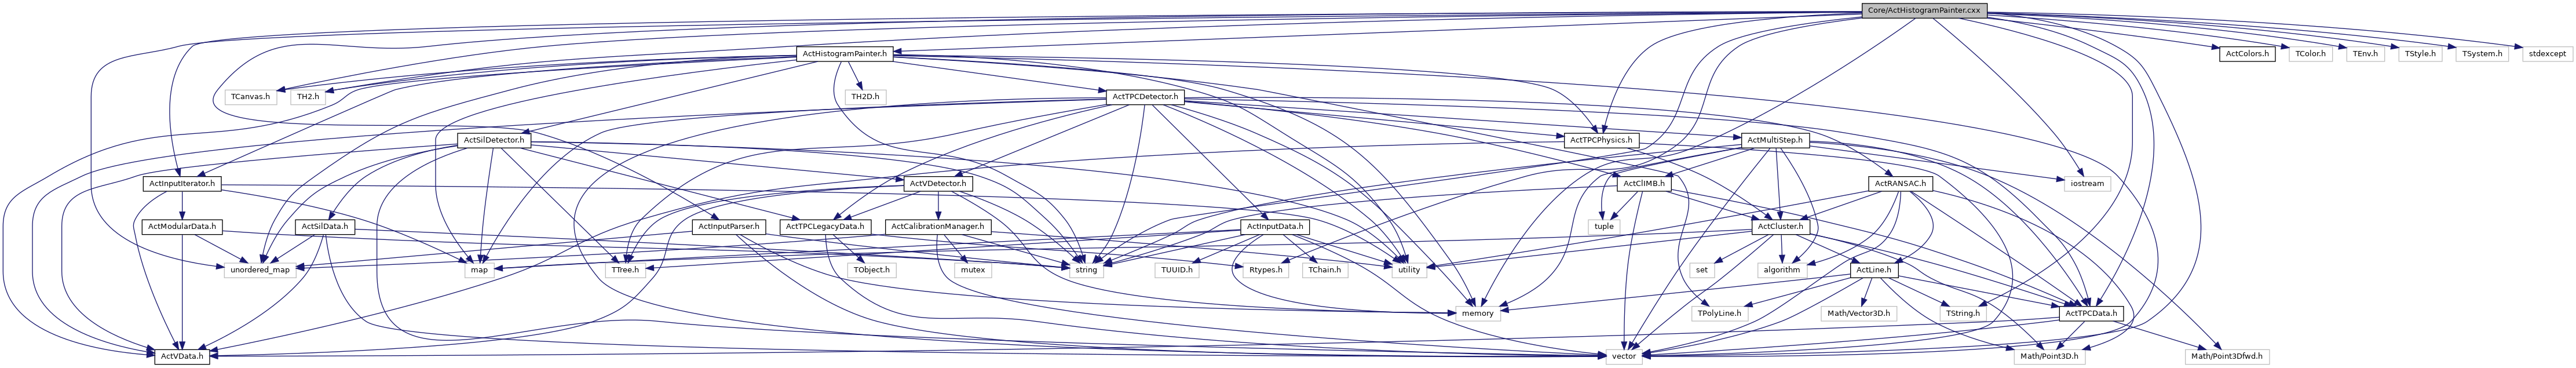 Core/ActHistogramPainter.cxx
ActHistogramPainter.h
ActColors.h
TColor.h
TEnv.h
TStyle.h
TSystem.h
stdexcept
TCanvas.h
TH2.h
TH2D.h
ActTPCDetector.h
ActSilDetector.h
ActTPCPhysics.h
ActMultiStep.h
ActInputIterator.h
ActVDetector.h
ActClIMB.h
ActRANSAC.h
iostream
ActModularData.h
ActSilData.h
ActInputParser.h
ActTPCLegacyData.h
ActCalibrationManager.h
ActInputData.h
tuple
ActCluster.h
unordered_map
map
TTree.h
TObject.h
mutex
string
TUUID.h
Rtypes.h
TChain.h
utility
set
algorithm
ActLine.h
memory
TPolyLine.h
Math/Vector3D.h
TString.h
ActTPCData.h
ActVData.h
vector
Math/Point3D.h
Math/Point3Dfwd.h